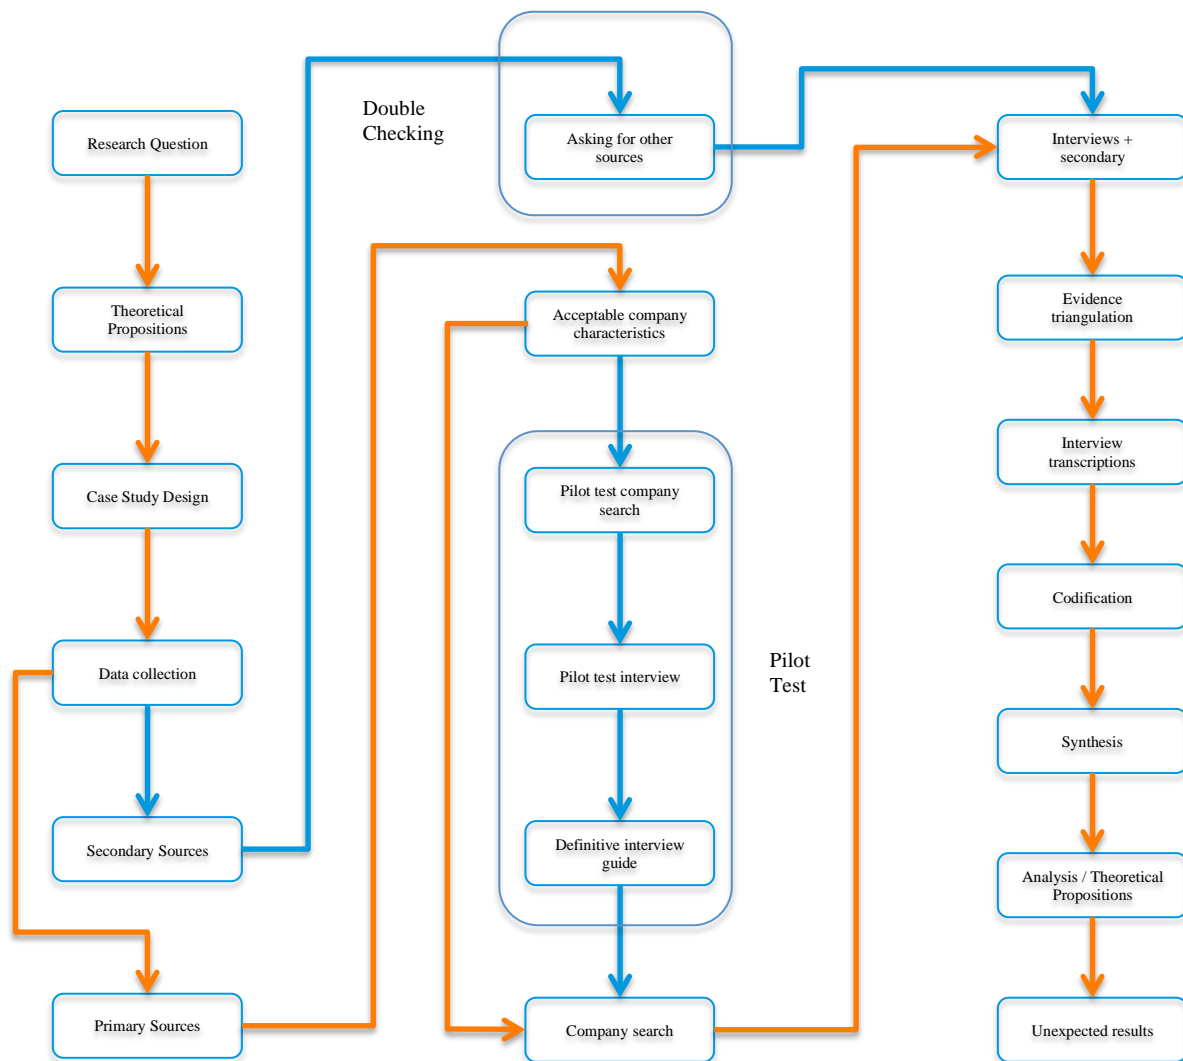 Research Question
Theoretical
Propositions
Case Study Design
Data collection
Secondary Sources
Primary Sources
Double
Checking
Asking for other
sources
Acceptable company
characteristics
Pilot test company
search
Pilot test interview
Definitive interview
guide
Company search
Pilot
Test
Interviews +
secondary
Evidence
triangulation
Interview
transcriptions
Codification
Synthesis
Analysis / Theoretical
Propositions
Unexpected results